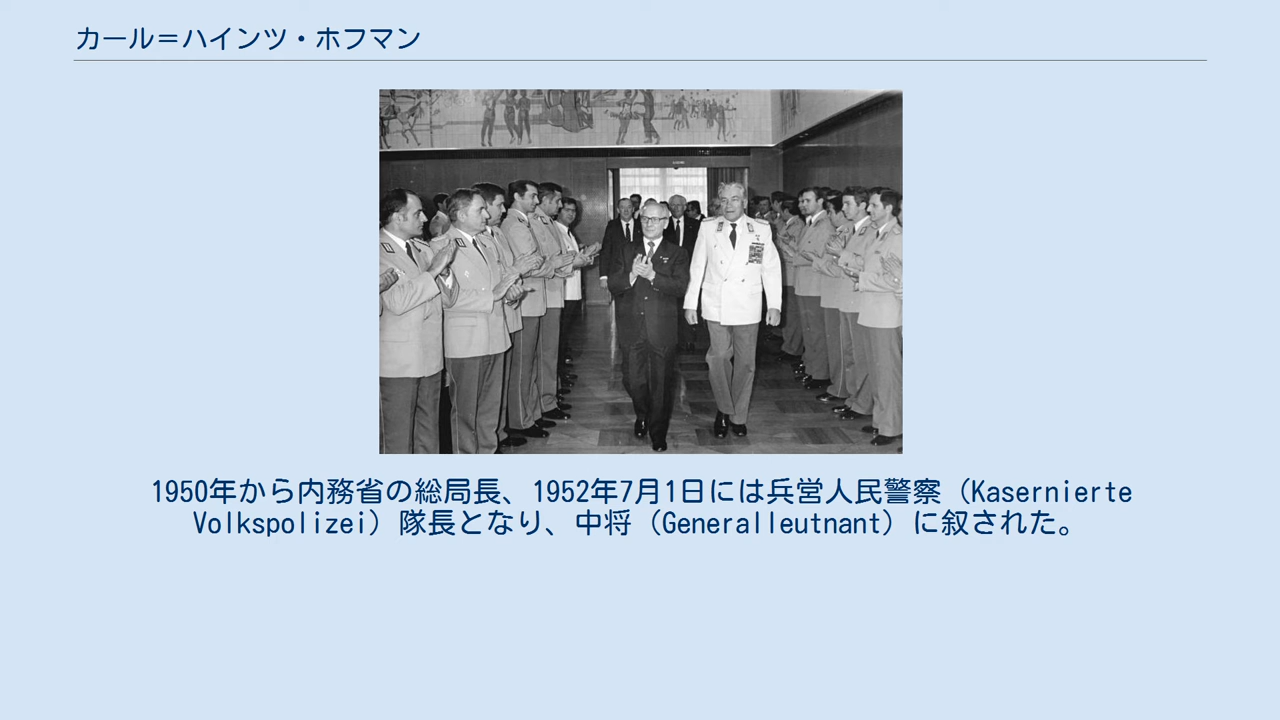 カール＝ハインツ・ホフマン
1950年から内務省の総局長、1952年7月1日には兵営人民警察（Kasernierte
Volkspolizei）隊長となり、中将（Generalleutnant）に叙された。